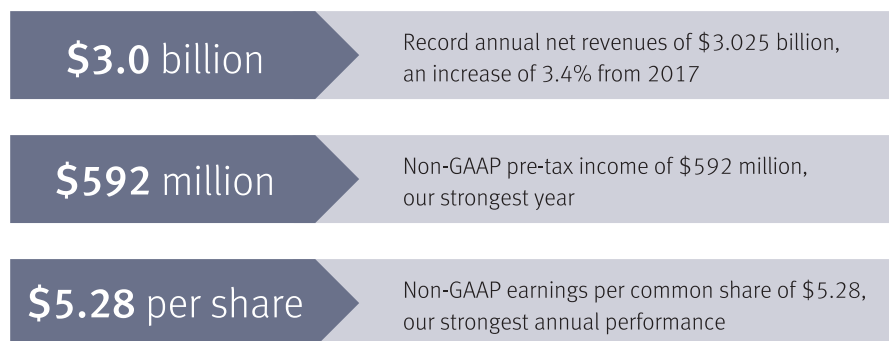 $3.0 billion
Record annual net revenues of $3.025 billion,
an increase of 3.4% from 2017
$592 million
Non-GAAP pre-tax income of $592 million,
our strongest year
$5.28 per share
Non-GAAP earnings per common share of $5.28,
our strongest annual performance